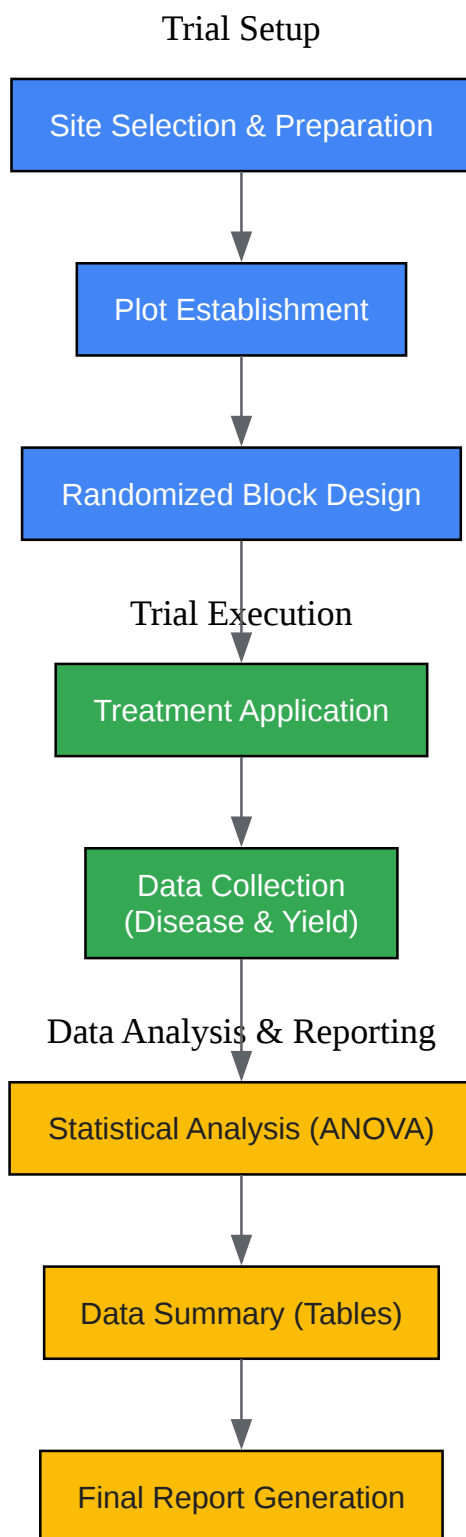 Trial Setup
Site Selection & Preparation
Plot Establishment
Randomized Block Design
Trial Execution
Treatment Application
Data Collection
(Disease & Yield)
Data Analysis & Reporting
Statistical Analysis (ANOVA)
Data Summary (Tables)
Final Report Generation